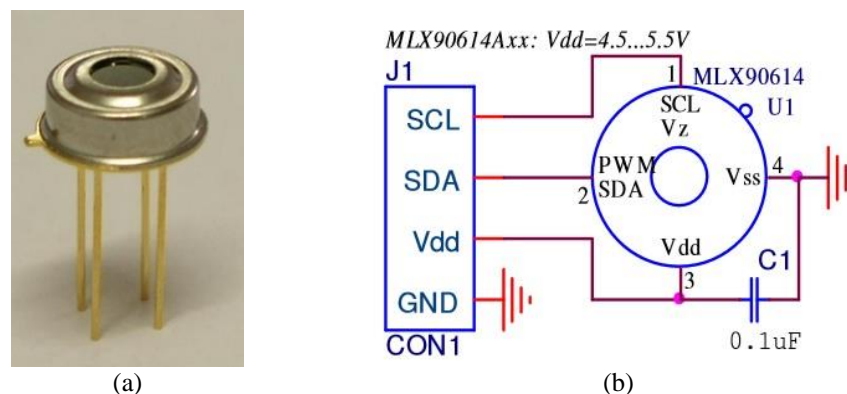 MLX90614Axx: Vdd=4.5...5.5V
J1
SCL
SDA
Vdd
GND
CON1
1
MLX90614
U1
SCL
Vz
PWM
SDA
2
Vss
4
Vdd
3
C1
0.1uF
(a)
(b)